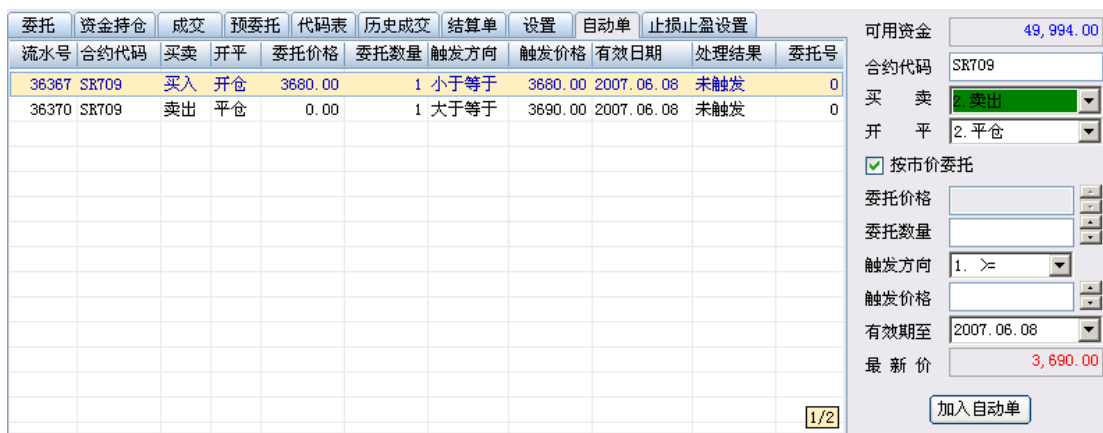 委托 资金持仓 成交 预委托 代码表 历史成交 结算单 设置 自动单 止损止盈设置
流水号 合约代码 买卖 开平 委托价格 委托数量 触发方向 触发价格 有效日期 处理结果 委托号
36367 SR709 买入 开仓 3680.00 1 小于等于 3680.00 2007.06.08 未触发 0
36370 SR709 卖出 平仓 0.00 1 大于等于 3690.00 2007.06.08 未触发 0
1/2
可用资金 49,994.00
合约代码 SR709
买 卖 2.卖出
开 平 2.平仓
按市价委托
委托价格
委托数量
触发方向 1. >=
触发价格
有效期至 2007.06.08
最新价 3,690.00
加入自动单